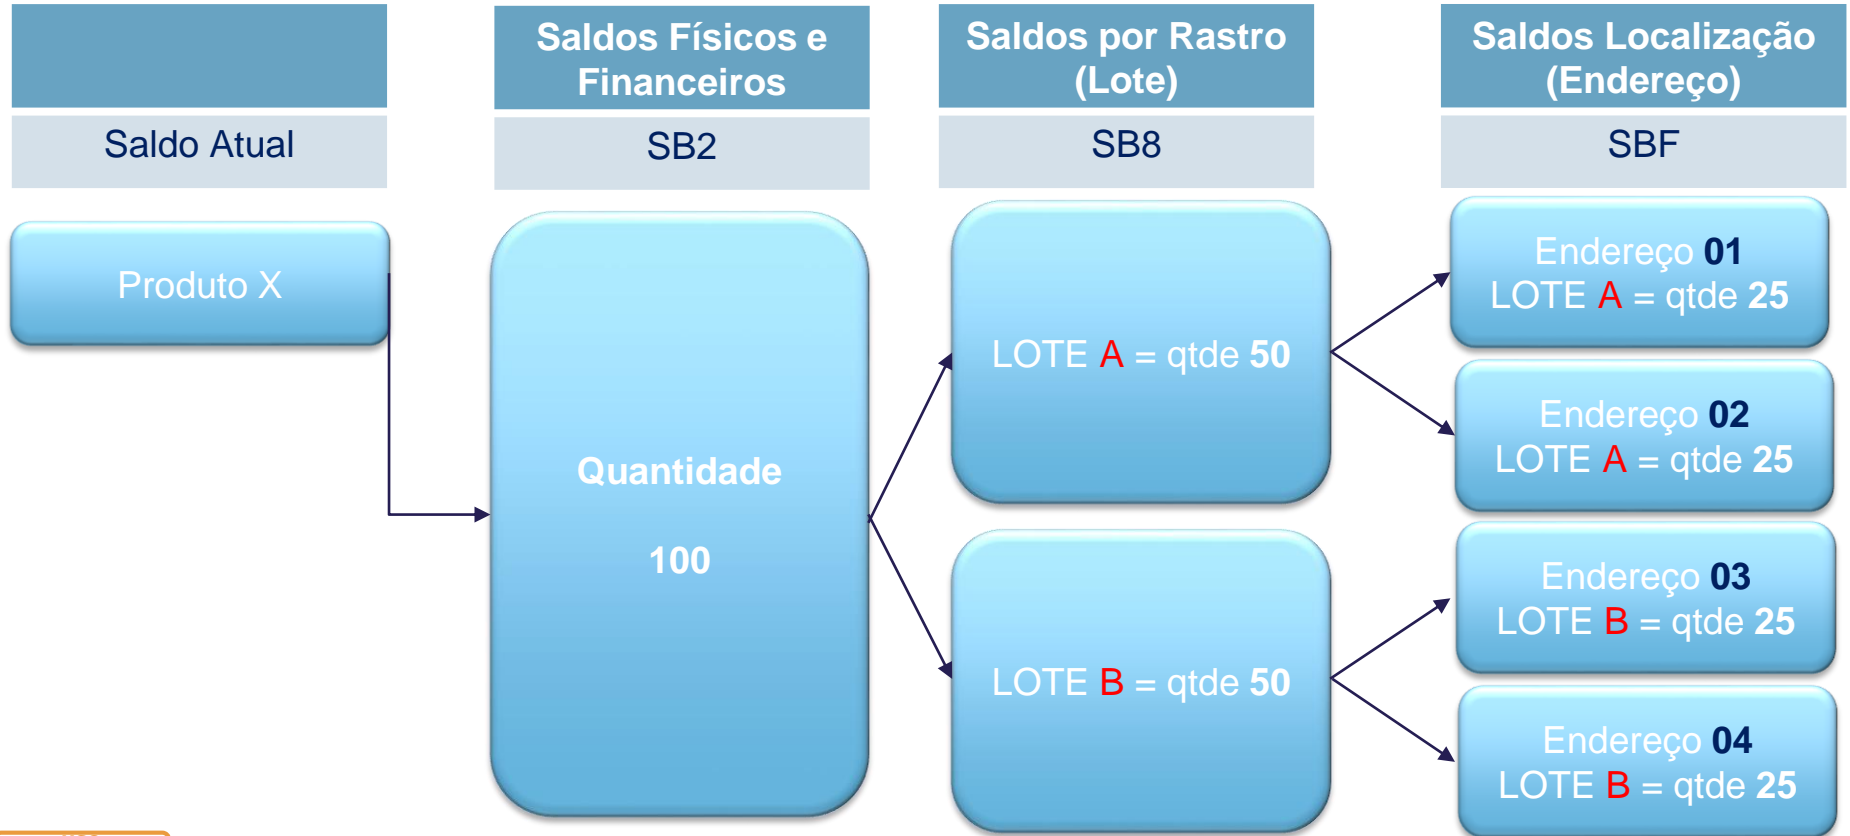 Saldos Físicos e
Financeiros
Saldos por Rastro
(Lote)
Saldos Localização
(Endereço)
Saldo Atual
SB2
SB8
SBF
Produto X
Quantidade
100
LOTE A = qtde 50
LOTE B = qtde 50
Endereço 01
LOTE A = qtde 25
Endereço 02
LOTE A = qtde 25
Endereço 03
LOTE B = qtde 25
Endereço 04
LOTE B = qtde 25